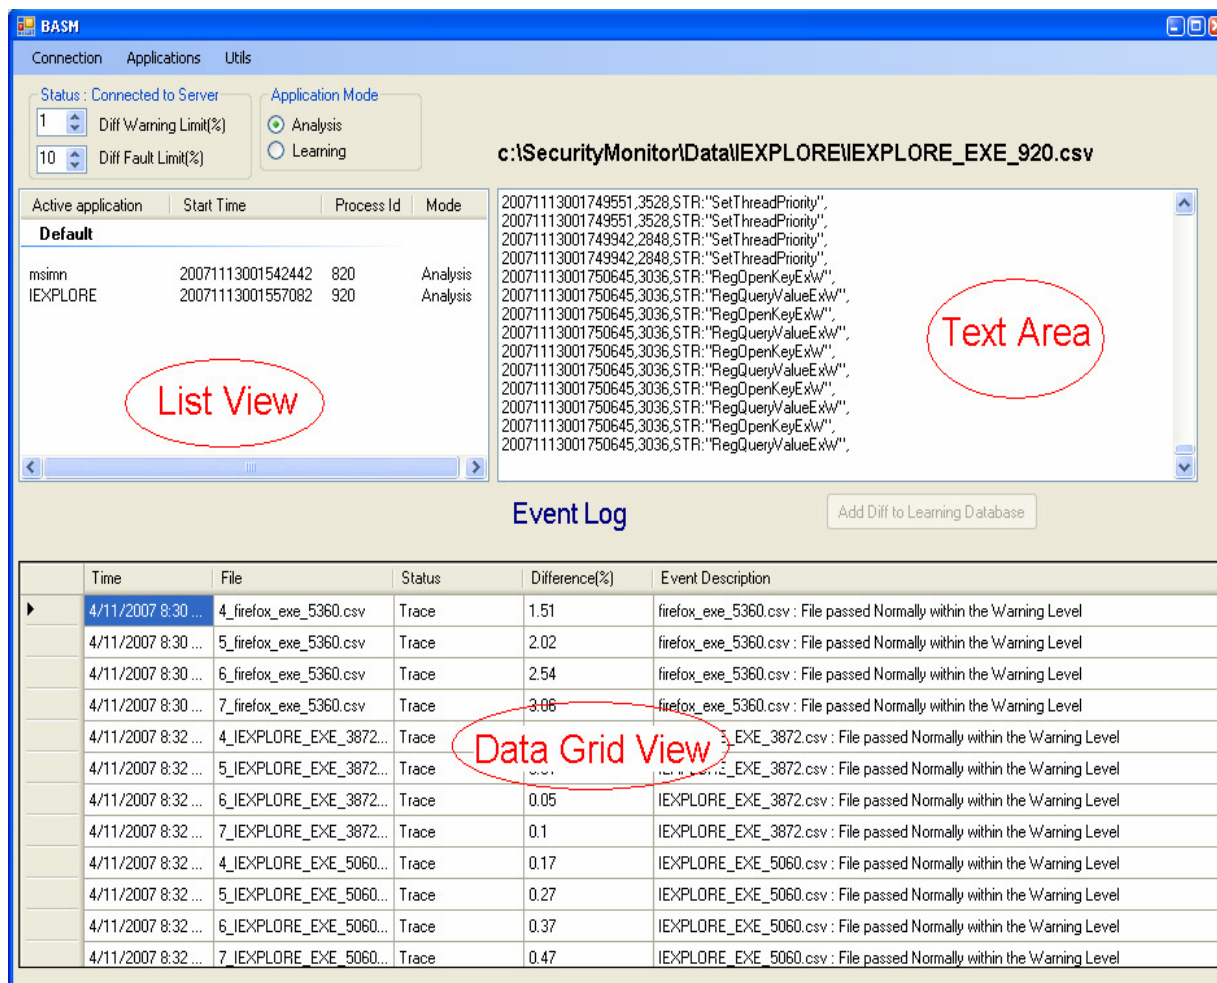 BASM
Connection Applications Utils
Status : Connected to Server
1 Diff Warning Limit(%)
10 Diff Fault Limit(%)
Application Mode
Analysis
Learning
c:\SecurityMonitor\Data\IEXPLORE\IEXPLORE_EXE_920.csv
Active application Start Time Process Id Mode
Default
msimn 20071113001542442 820 Analysis
IEXPLORE 20071113001557082 920 Analysis
List View
20071113001749551,3528,STR:"SetThreadPriority",
20071113001749551,3528,STR:"SetThreadPriority",
20071113001749942,2848,STR:"SetThreadPriority",
20071113001749942,2848,STR:"SetThreadPriority",
20071113001750645,3036,STR:"RegOpenKeyExW",
20071113001750645,3036,STR:"RegQueryValueExW",
20071113001750645,3036,STR:"RegOpenKeyExW",
20071113001750645,3036,STR:"RegQueryValueExW",
20071113001750645,3036,STR:"RegOpenKeyExW",
20071113001750645,3036,STR:"RegQueryValueExW",
20071113001750645,3036,STR:"RegOpenKeyExW",
20071113001750645,3036,STR:"RegQueryValueExW",
20071113001750645,3036,STR:"RegOpenKeyExW",
20071113001750645,3036,STR:"RegQueryValueExW",
Text Area
Event Log
Add Diff to Learning Database
Time File Status Difference(%) Event Description
4/11/2007 8:30 ... 4_firefox_exe_5360.csv Trace 1.51 firefox_exe_5360.csv : File passed Normally within the Warning Level
4/11/2007 8:30 ... 5_firefox_exe_5360.csv Trace 2.02 firefox_exe_5360.csv : File passed Normally within the Warning Level
4/11/2007 8:30 ... 6_firefox_exe_5360.csv Trace 2.54 firefox_exe_5360.csv : File passed Normally within the Warning Level
4/11/2007 8:30 ... 7_firefox_exe_5360.csv Trace 3.06 firefox_exe_5360.csv : File passed Normally within the Warning Level
4/11/2007 8:32 ... 4_IEXPLORE_EXE_3872... Trace E_EXE_3872.csv : File passed Normally within the Warning Level
Data Grid View
5_IEXPLORE_EXE_3872... 4/11/2007 8:32 ... Trace IEXPLORE_EXE_3872.csv : File passed Normally within the Warning Level
4/11/2007 8:32 ... 6_IEXPLORE_EXE_3872... Trace 0.05 IEXPLORE_EXE_3872.csv : File passed Normally within the Warning Level
4/11/2007 8:32 ... 7_IEXPLORE_EXE_3872... Trace 0.1 IEXPLORE_EXE_3872.csv : File passed Normally within the Warning Level
4/11/2007 8:32 ... 4_IEXPLORE_EXE_5060... Trace 0.17 IEXPLORE_EXE_5060.csv : File passed Normally within the Warning Level
4/11/2007 8:32 ... 5_IEXPLORE_EXE_5060... Trace 0.27 IEXPLORE_EXE_5060.csv : File passed Normally within the Warning Level
4/11/2007 8:32 ... 6_IEXPLORE_EXE_5060... Trace 0.37 IEXPLORE_EXE_5060.csv : File passed Normally within the Warning Level
4/11/2007 8:32 ... 7_IEXPLORE_EXE_5060... Trace 0.47 IEXPLORE_EXE_5060.csv : File passed Normally within the Warning Level